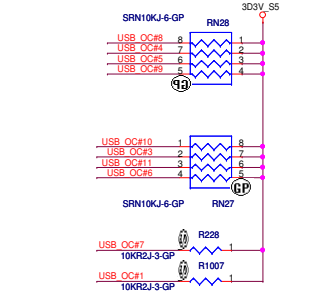 3D3V_S5
SRN10KJ-6-GP RN28
USB_OC#8 8 1
USB_OC#4 7 2
USB_OC#5 6 3
USB_OC#9 5 4
GP
USB_OC#10 1 8
USB_OC#3 2 7
USB_OC#11 3 6
USB_OC#6 4 5
GP
SRN10KJ-6-GP RN27
R228
USB_OC#7 1
10KR2J-3-GP
R1007
USB_OC#1 1
10KR2J-3-GP